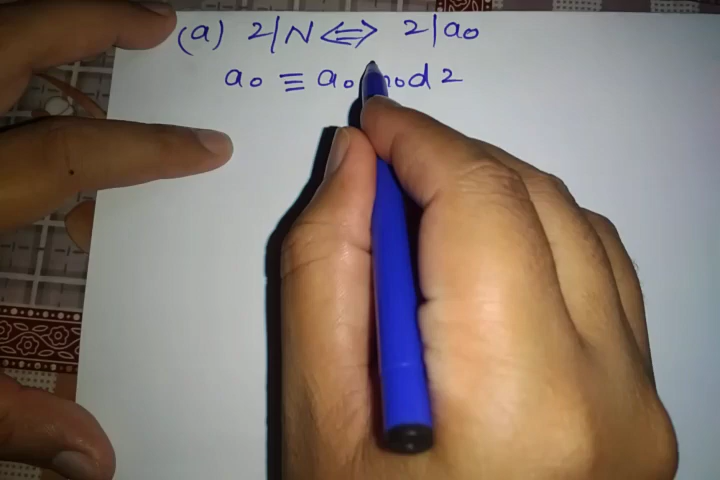 (a) 2|N ⇔ 2|a₀
a₀ ≡ a₀ mod 2